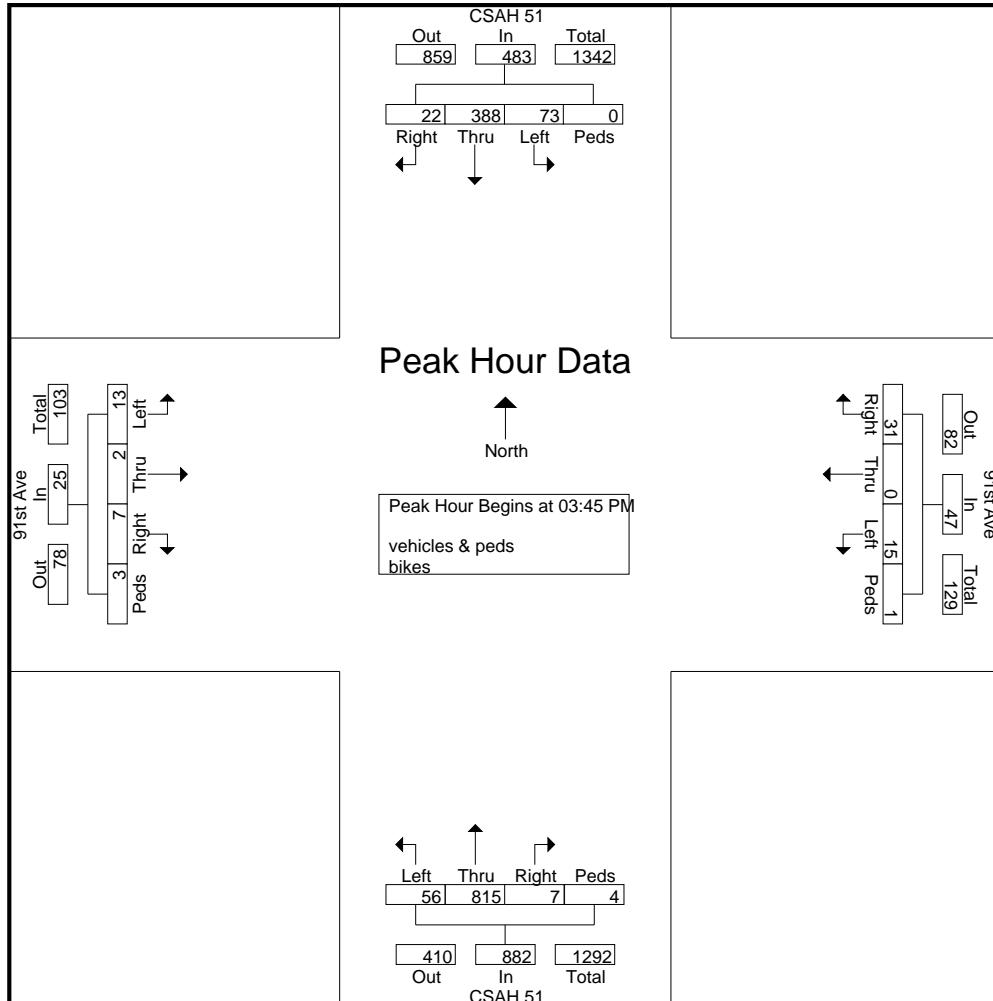 CSAH 51
Out In Total
859 483 1342
22 388 73 0
Right Thru Left Peds
Peak Hour Data
North
Peak Hour Begins at 03:45 PM
vehicles & peds
bikes
91st Ave
Total In Out
103 25 78
13 2 7 3
Left Thru Right Peds
91st Ave
Out In Total
82 47 129
31 0 15 1
Right Thru Left Peds
Left Thru Right Peds
56 815 7 4
410 882 1292
Out In Total
CSAH 51